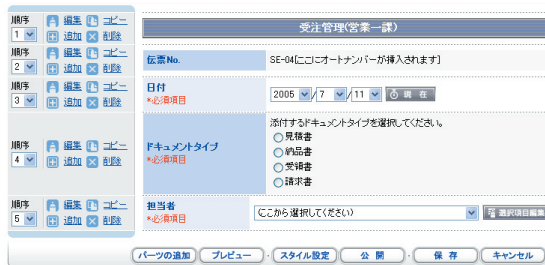 順序 編集 コピー
1 追加 削除
受注管理(営業一課)
順序 編集 コピー
2 追加 削除
伝票No. SE-04[ここにオートナンバーが挿入されます]
順序 編集 コピー
3 追加 削除
日付
*必須項目
2005 / 7 / 11 現在
順序 編集 コピー
4 追加 削除
ドキュメントタイプ
*必須項目
添付するドキュメントタイプを選択してください。
見積書
納品書
受領書
請求書
順序 編集 コピー
5 追加 削除
担当者
*必須項目
(ここから選択してください) 選択項目編集
パーツの追加 プレビュー スタイル設定 公開 保存 キャンセル